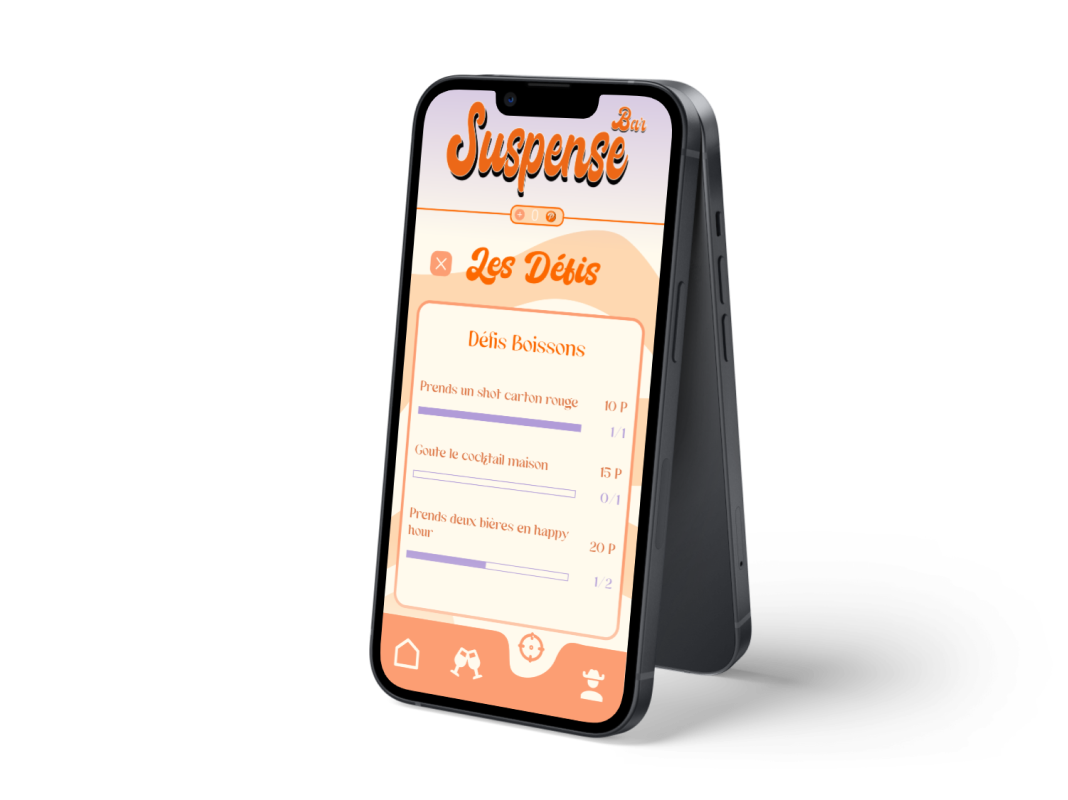 Bar
Suspense
0
Les Défis
Défis Boissons
Prends un shot carton rouge
10 P
1/1
Goute le cocktail maison
15 P
0/1
Prends deux bières en happy
hour
20 P
1/2